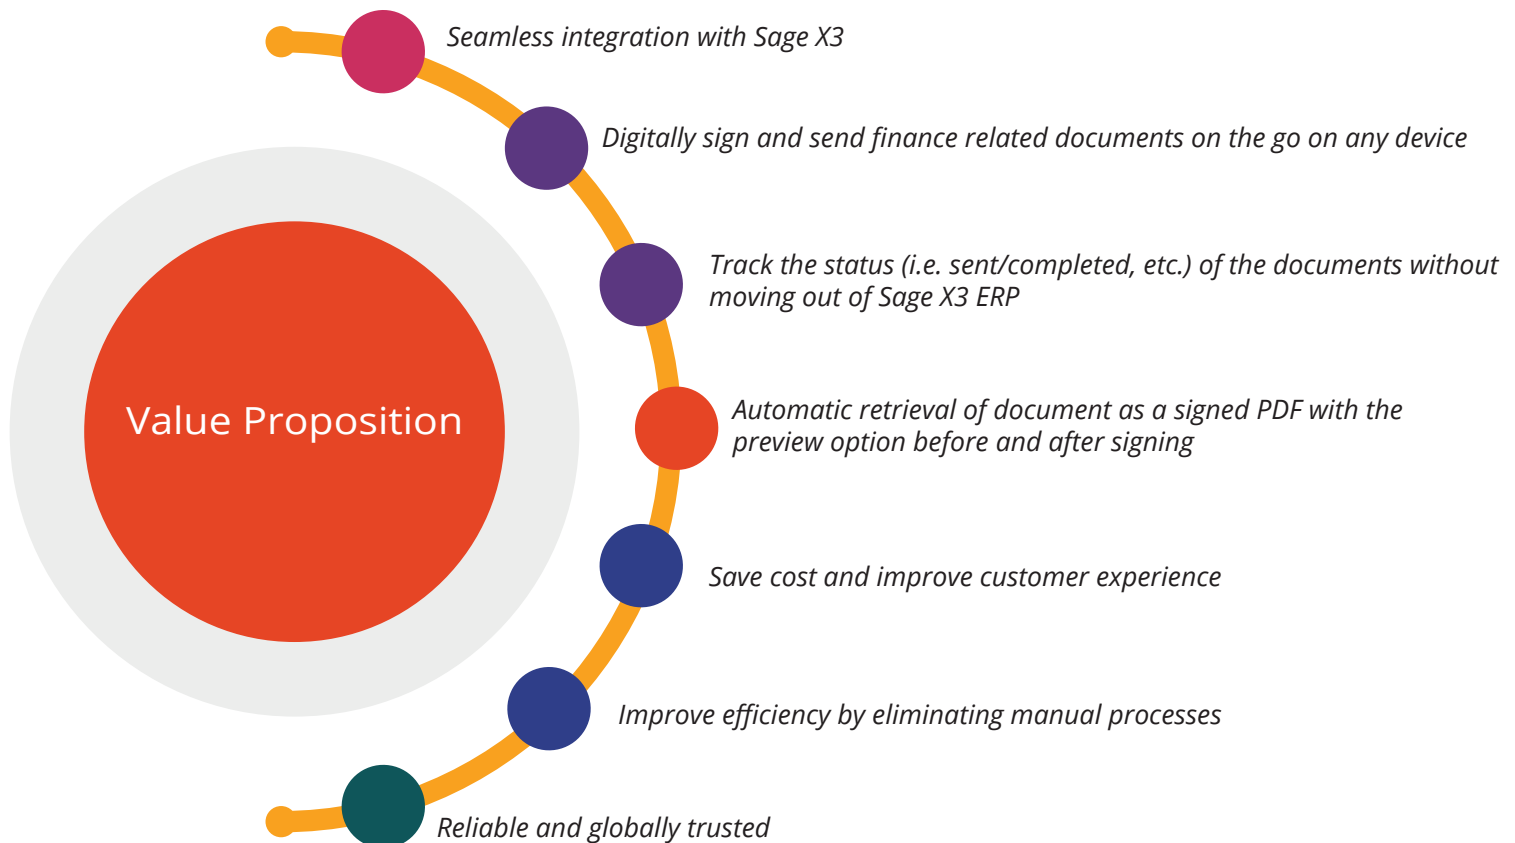 Seamless integration with Sage X3
Digitally sign and send finance related documents on the go on any device
Track the status (i.e. sent/completed, etc.) of the documents without
moving out of Sage X3 ERP
Value Proposition
Automatic retrieval of document as a signed PDF with the
preview option before and after signing
Save cost and improve customer experience
Improve efficiency by eliminating manual processes
Reliable and globally trusted